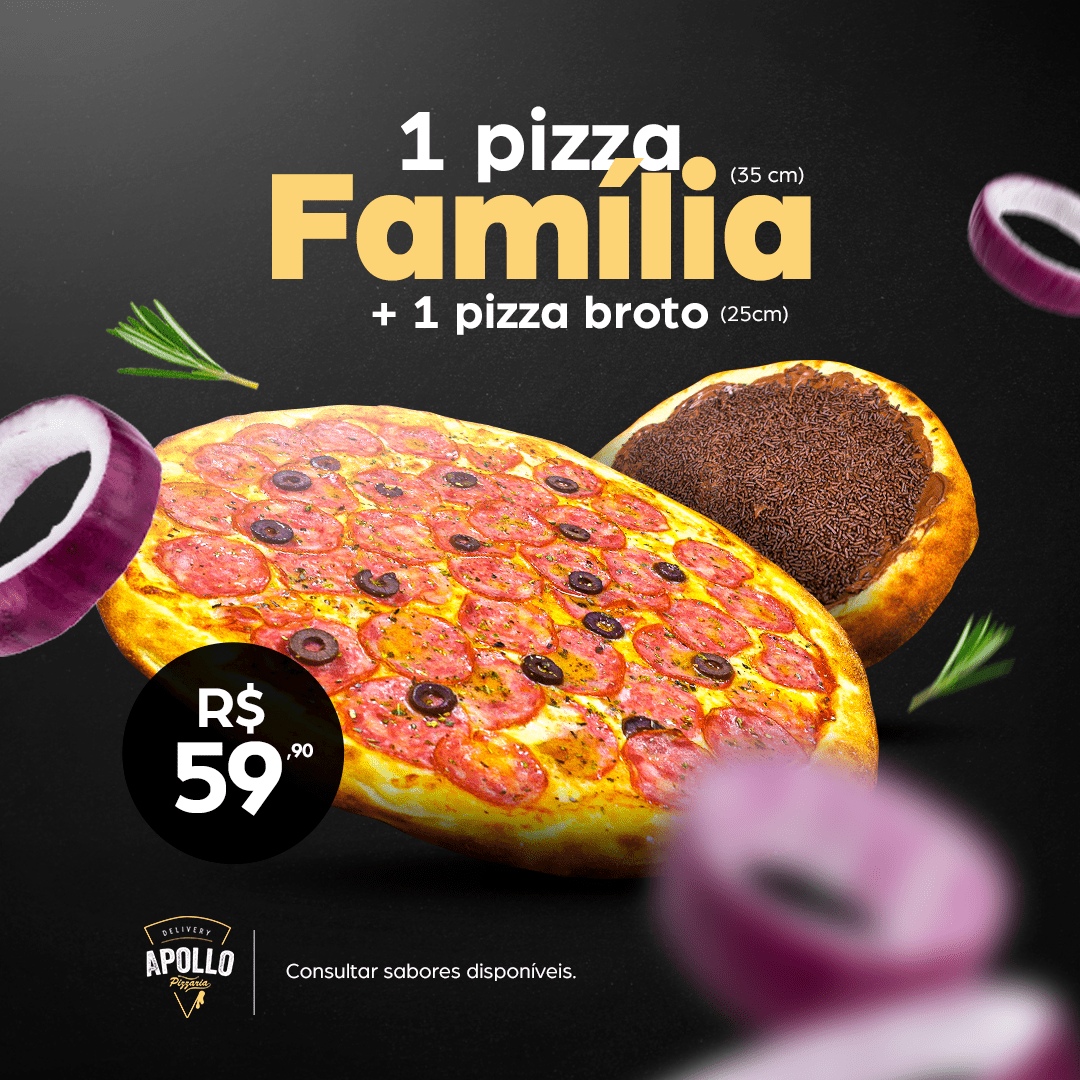 1 pizza
(35 cm)
Família
+ 1 pizza broto (25cm)
R$
59,90
DELIVERY
APOLLO
Pizzaria
Consultar sabores disponíveis.